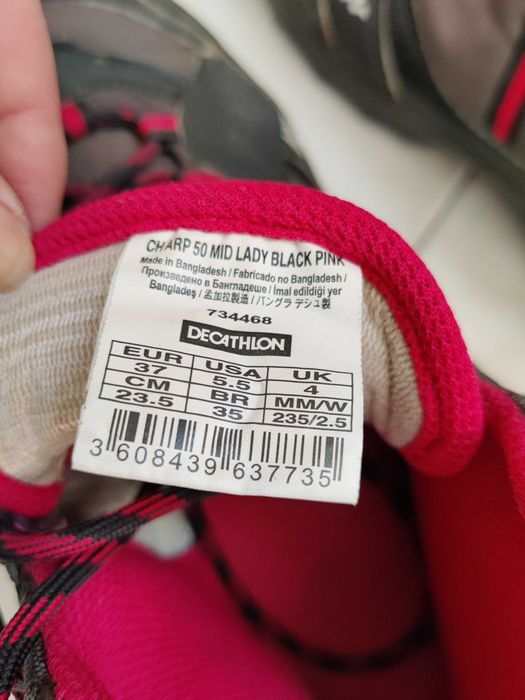 CHARP 50 MID LADY BLACK PINK
Made in Bangladesh / Fabricado no Bangladesh /
Произведено в Бангладеше / İmal edildiği yer
Bangladeş / 孟加拉製造 / バングラデシュ製
734468
DECATHLON
EUR USA UK
37 5.5 4
CM BR MM/W
23.5 35 235/2.5
3 608439 637735